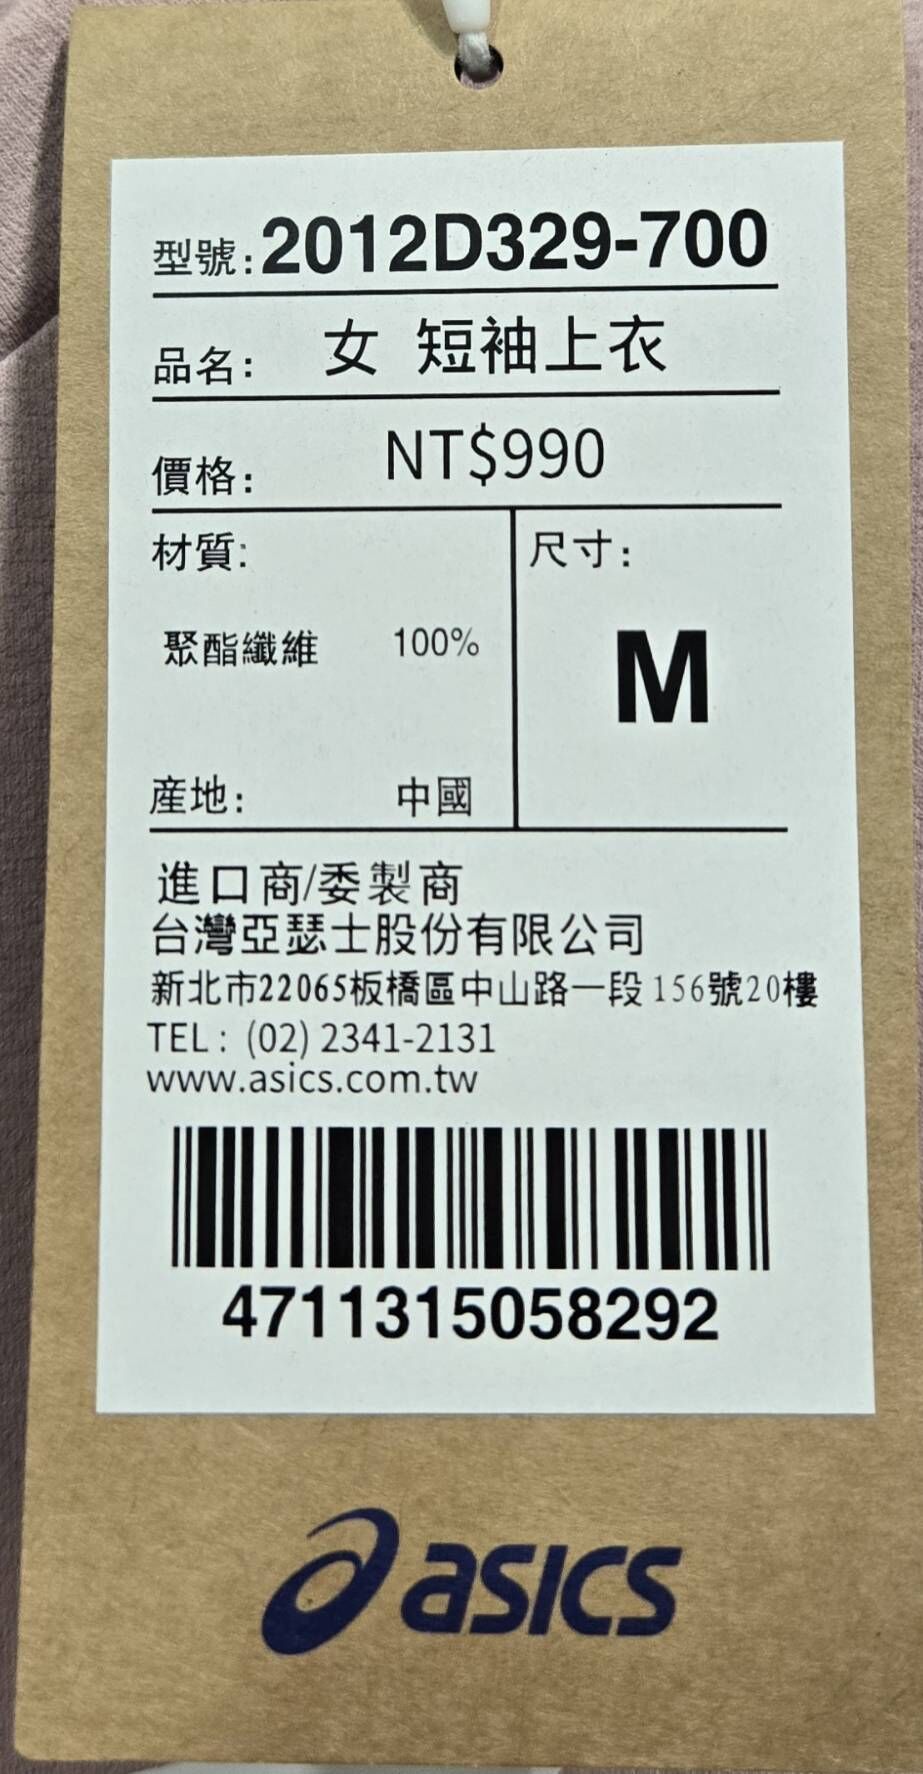 型號:2012D329-700
品名: 女 短袖上衣
價格: NT$990
材質:
聚酯纖維 100%
産地: 中國
尺寸:
M
進口商/委製商
台灣亞瑟士股份有限公司
新北市22065板橋區中山路一段156號20樓
TEL: (02) 2341-2131
www.asics.com.tw
4711315058292
asics